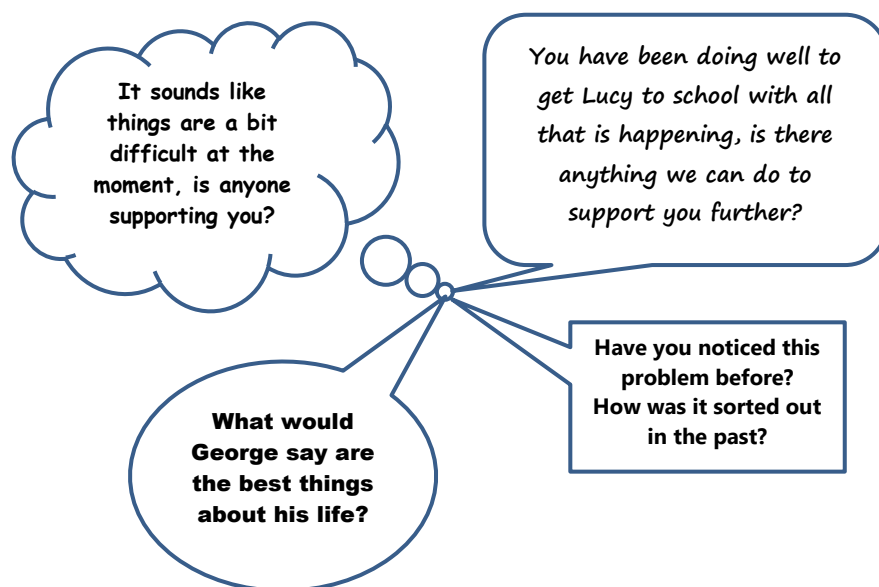 It sounds like
things are a bit
difficult at the
moment, is anyone
supporting you?
You have been doing well to
get Lucy to school with all
that is happening, is there
anything we can do to
support you further?
Have you noticed this
problem before?
How was it sorted out
in the past?
What would
George say are
the best things
about his life?